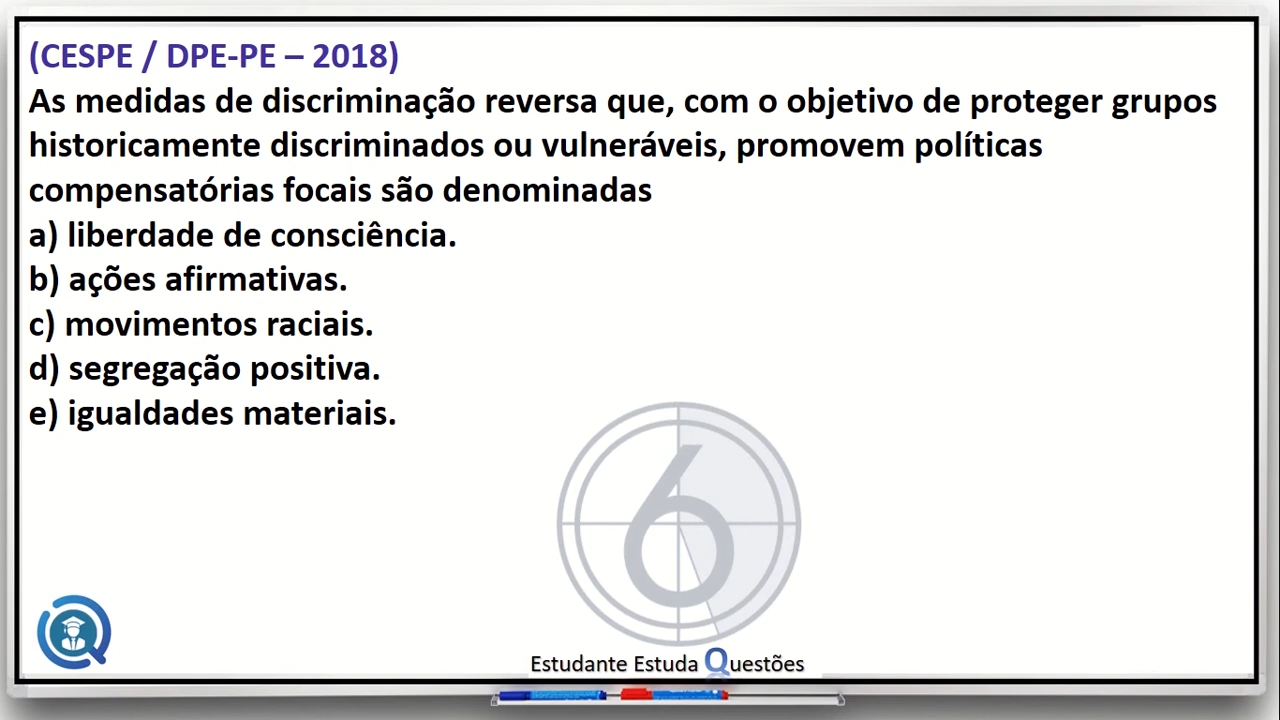 (CESPE / DPE-PE – 2018)
As medidas de discriminação reversa que, com o objetivo de proteger grupos
historicamente discriminados ou vulneráveis, promovem políticas
compensatórias focais são denominadas
a) liberdade de consciência.
b) ações afirmativas.
c) movimentos raciais.
d) segregação positiva.
e) igualdades materiais.
6
Estudante Estuda Questões